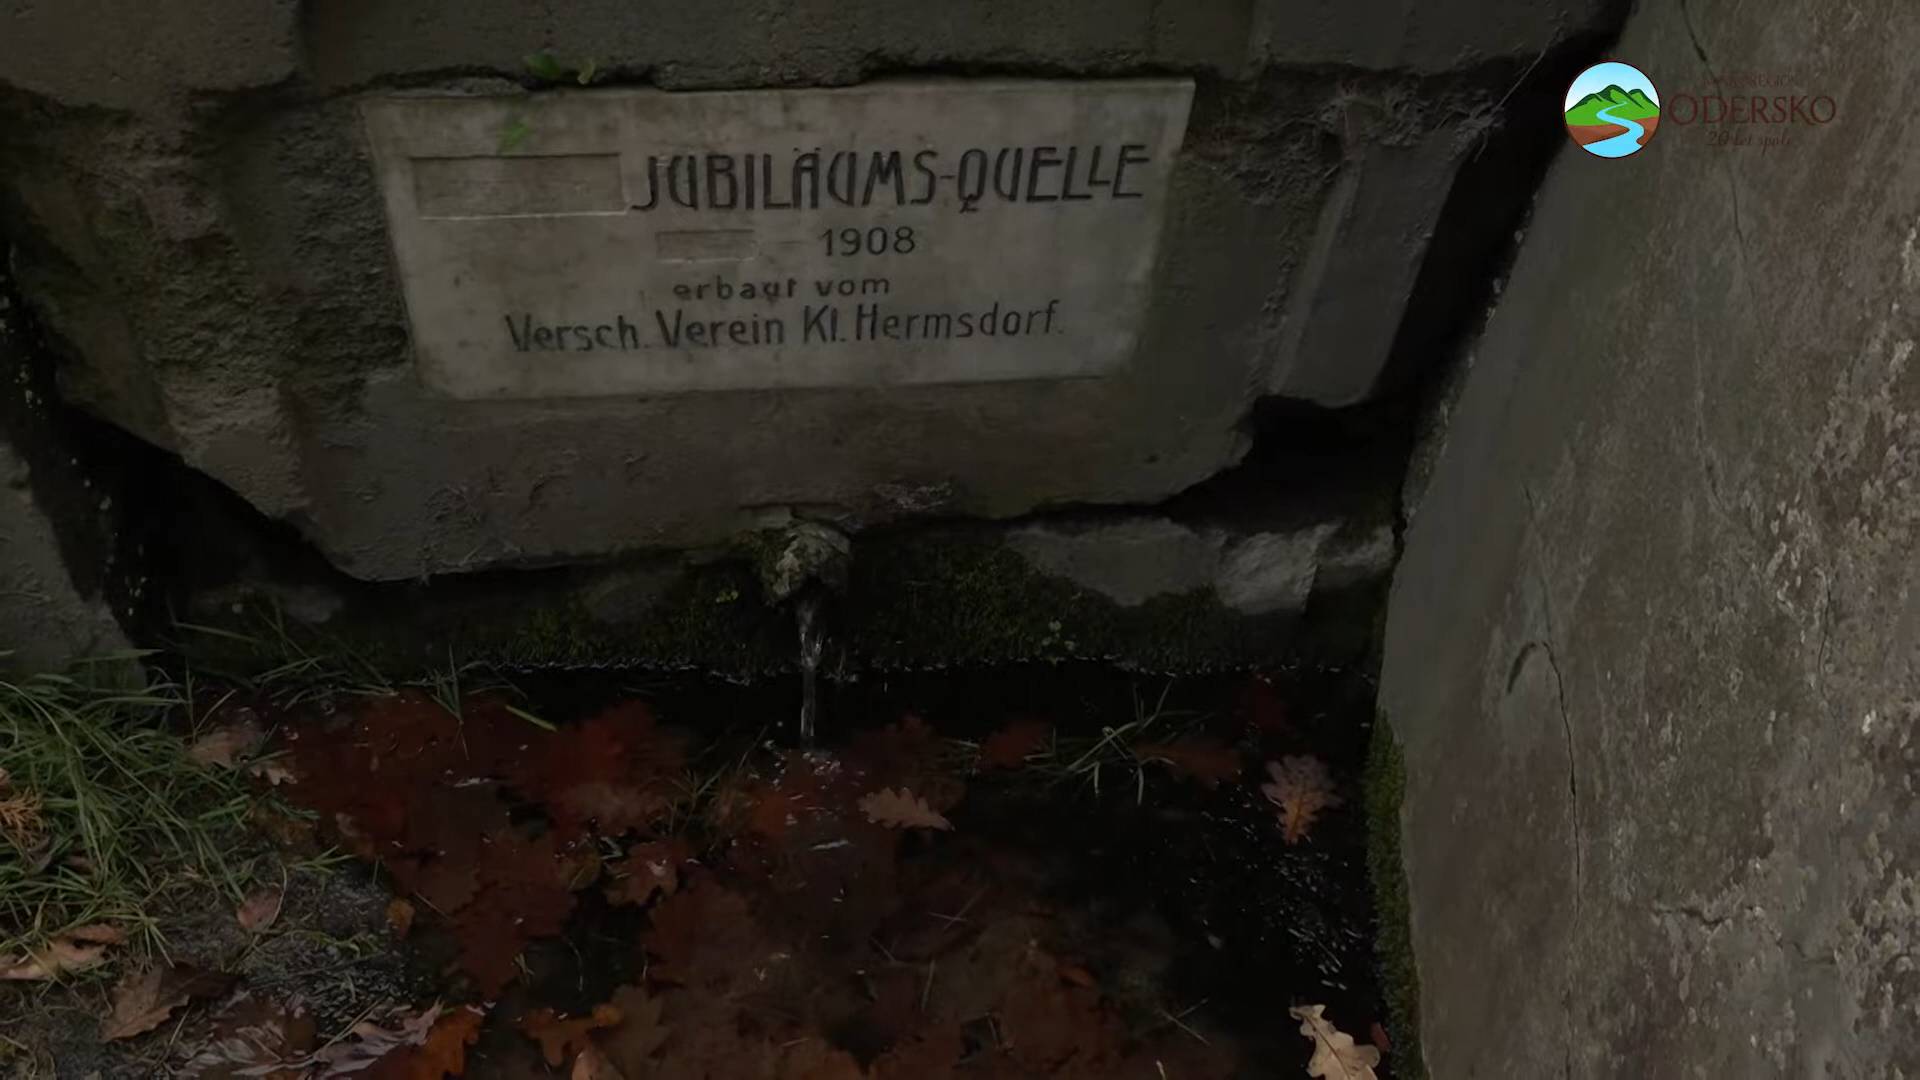 JUBILÄUMS-QUELLE
– 1908
erbaut vom
Versch. Verein Kl. Hermsdorf.
ODERSKO
20 let spolu